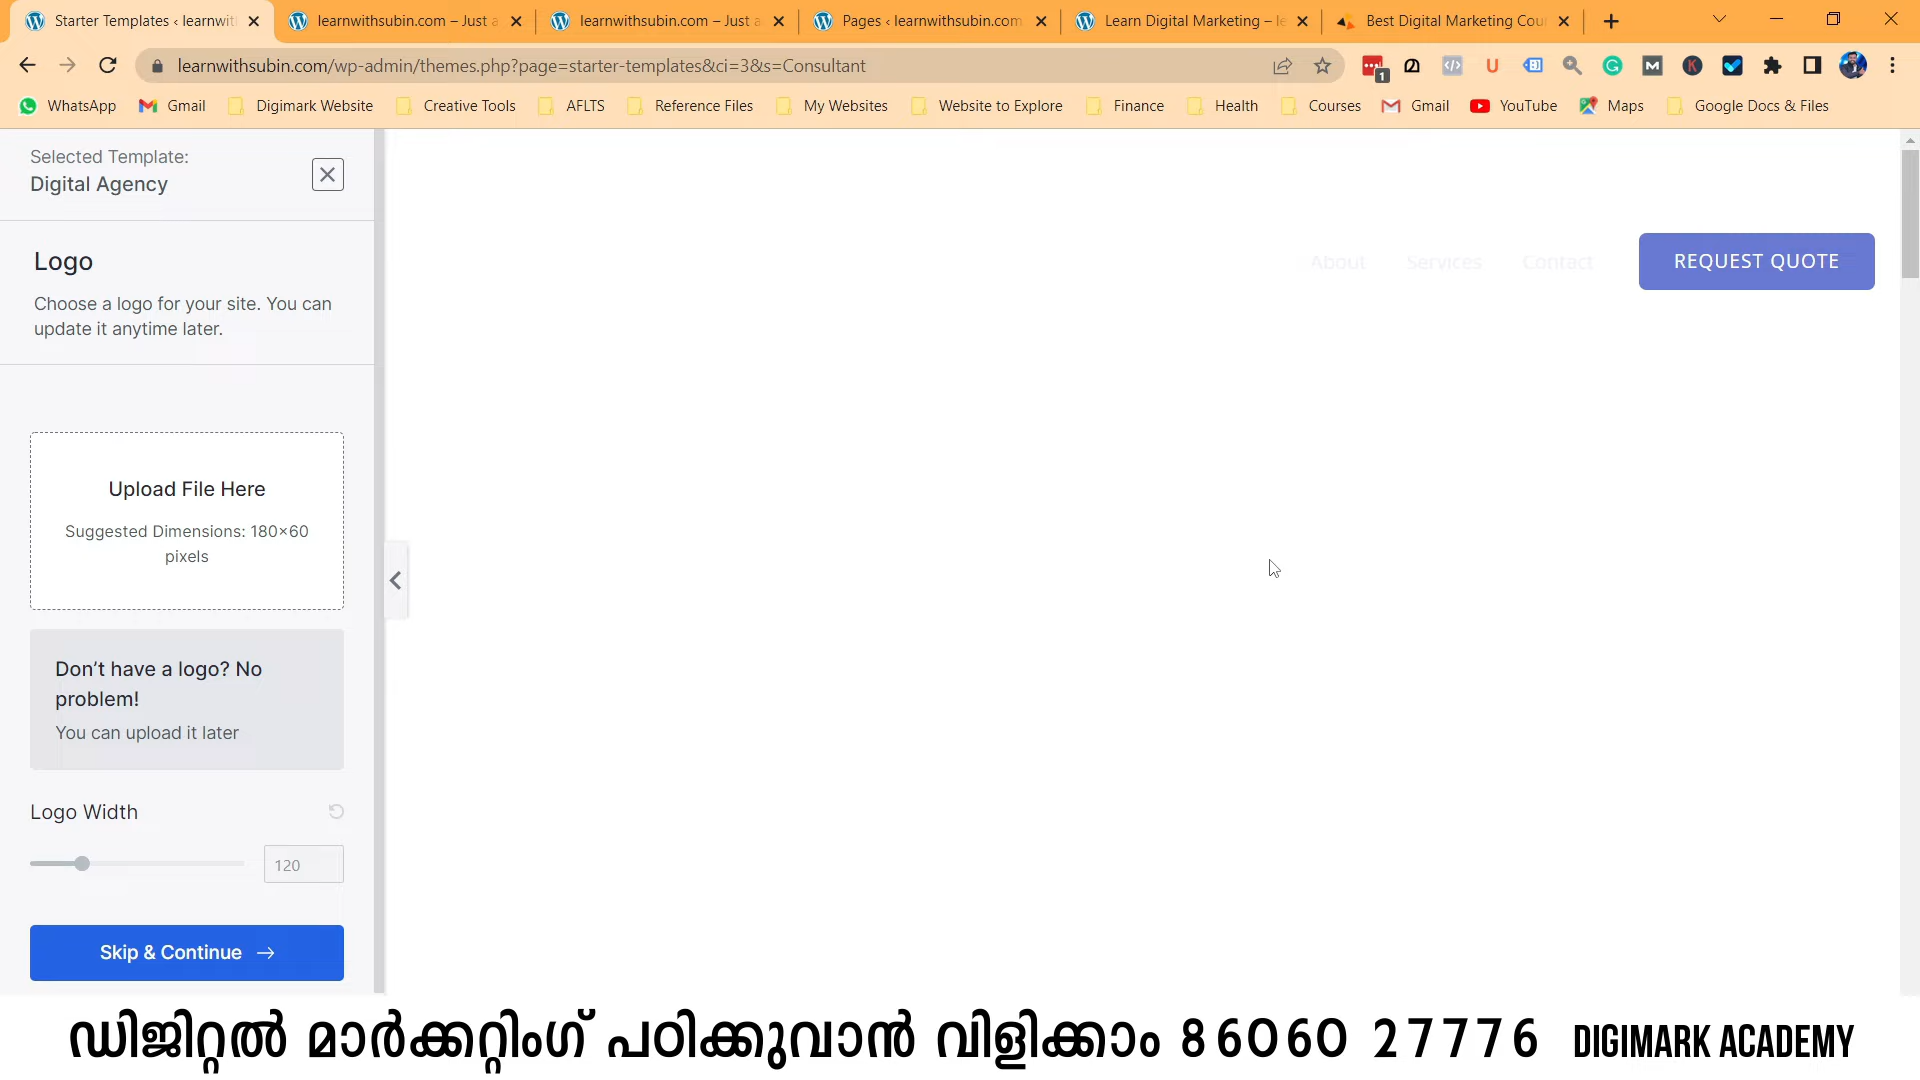 Starter Templates ‹ learnwith
learnwithsubin.com – Just a
learnwithsubin.com – Just a
Pages ‹ learnwithsubin.com
Learn Digital Marketing – le
Best Digital Marketing Cou
learnwithsubin.com/wp-admin/themes.php?page=starter-templates&ci=3&s=Consultant
WhatsApp Gmail Digimark Website Creative Tools AFLTS Reference Files My Websites Website to Explore Finance Health Courses Gmail YouTube Maps Google Docs & Files
Selected Template:
Digital Agency
About Services Contact REQUEST QUOTE
Logo
Choose a logo for your site. You can
update it anytime later.
Upload File Here
Suggested Dimensions: 180×60
pixels
Don’t have a logo? No
problem!
You can upload it later
Logo Width
120
Skip & Continue →
ഡിജിറ്റൽ മാർക്കറ്റിംഗ് പഠിക്കുവാൻ വിളിക്കാം 86060 27776 DIGIMARK ACADEMY